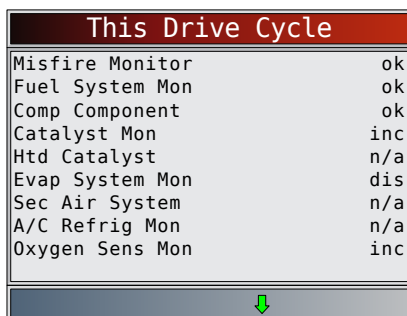 This Drive Cycle
Misfire Monitor ok
Fuel System Mon ok
Comp Component ok
Catalyst Mon inc
Htd Catalyst n/a
Evap System Mon dis
Sec Air System n/a
A/C Refrig Mon n/a
Oxygen Sens Mon inc